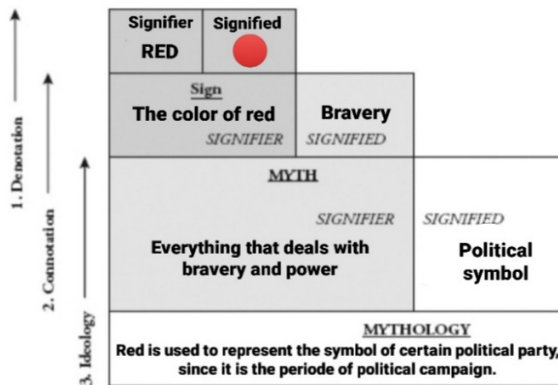 Signifier Signified
RED
Sign
The color of red Bravery
SIGNIFIER SIGNIFIED
MYTH
SIGNIFIER SIGNIFIED
Everything that deals with
bravery and power
Political
symbol
MYTHOLOGY
Red is used to represent the symbol of certain political party,
since it is the periode of political campaign.
1. Denotation
2. Connotation
3. Ideology